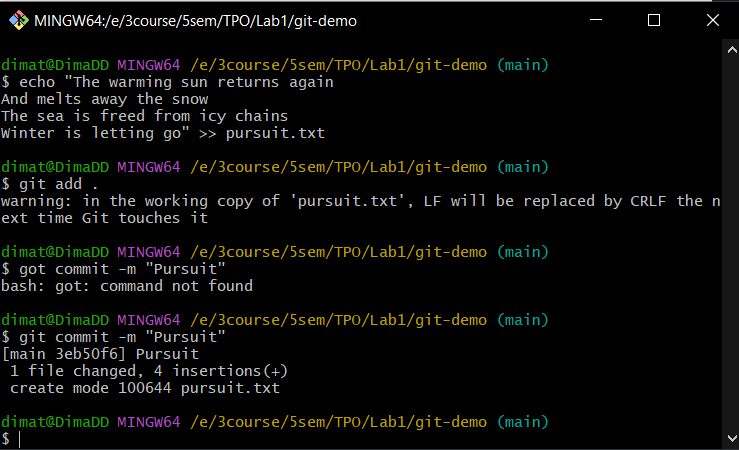 MINGW64:/e/3course/5sem/TPO/Lab1/git-demo
dimat@DimaDD MINGW64 /e/3course/5sem/TPO/Lab1/git-demo (main)
$ echo "The warming sun returns again
And melts away the snow
The sea is freed from icy chains
Winter is letting go" >> pursuit.txt
dimat@DimaDD MINGW64 /e/3course/5sem/TPO/Lab1/git-demo (main)
$ git add .
warning: in the working copy of 'pursuit.txt', LF will be replaced by CRLF the n
ext time Git touches it
dimat@DimaDD MINGW64 /e/3course/5sem/TPO/Lab1/git-demo (main)
$ got commit -m "Pursuit"
bash: got: command not found
dimat@DimaDD MINGW64 /e/3course/5sem/TPO/Lab1/git-demo (main)
$ git commit -m "Pursuit"
[main 3eb50f6] Pursuit
 1 file changed, 4 insertions(+)
 create mode 100644 pursuit.txt
dimat@DimaDD MINGW64 /e/3course/5sem/TPO/Lab1/git-demo (main)
$